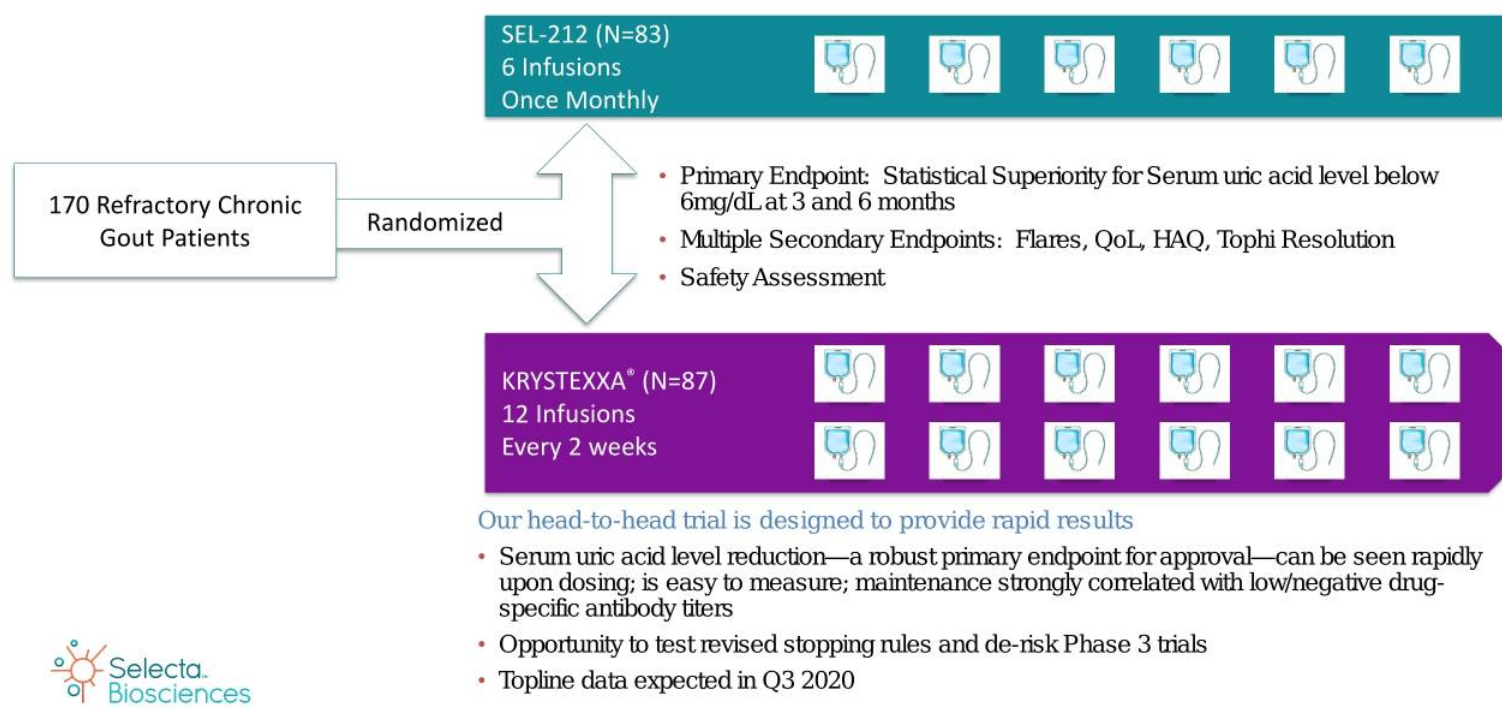 SEL-212 (N=83)
6 Infusions
Once Monthly
170 Refractory Chronic
Gout Patients
Randomized
• Primary Endpoint: Statistical Superiority for Serum uric acid level below
6mg/dL at 3 and 6 months
• Multiple Secondary Endpoints: Flares, QoL, HAQ, Tophi Resolution
• Safety Assessment
KRYSTEXXA® (N=87)
12 Infusions
Every 2 weeks
Our head-to-head trial is designed to provide rapid results
• Serum uric acid level reduction—a robust primary endpoint for approval—can be seen rapidly
upon dosing; is easy to measure; maintenance strongly correlated with low/negative drug-
specific antibody titers
• Opportunity to test revised stopping rules and de-risk Phase 3 trials
• Topline data expected in Q3 2020
Selecta™
Biosciences